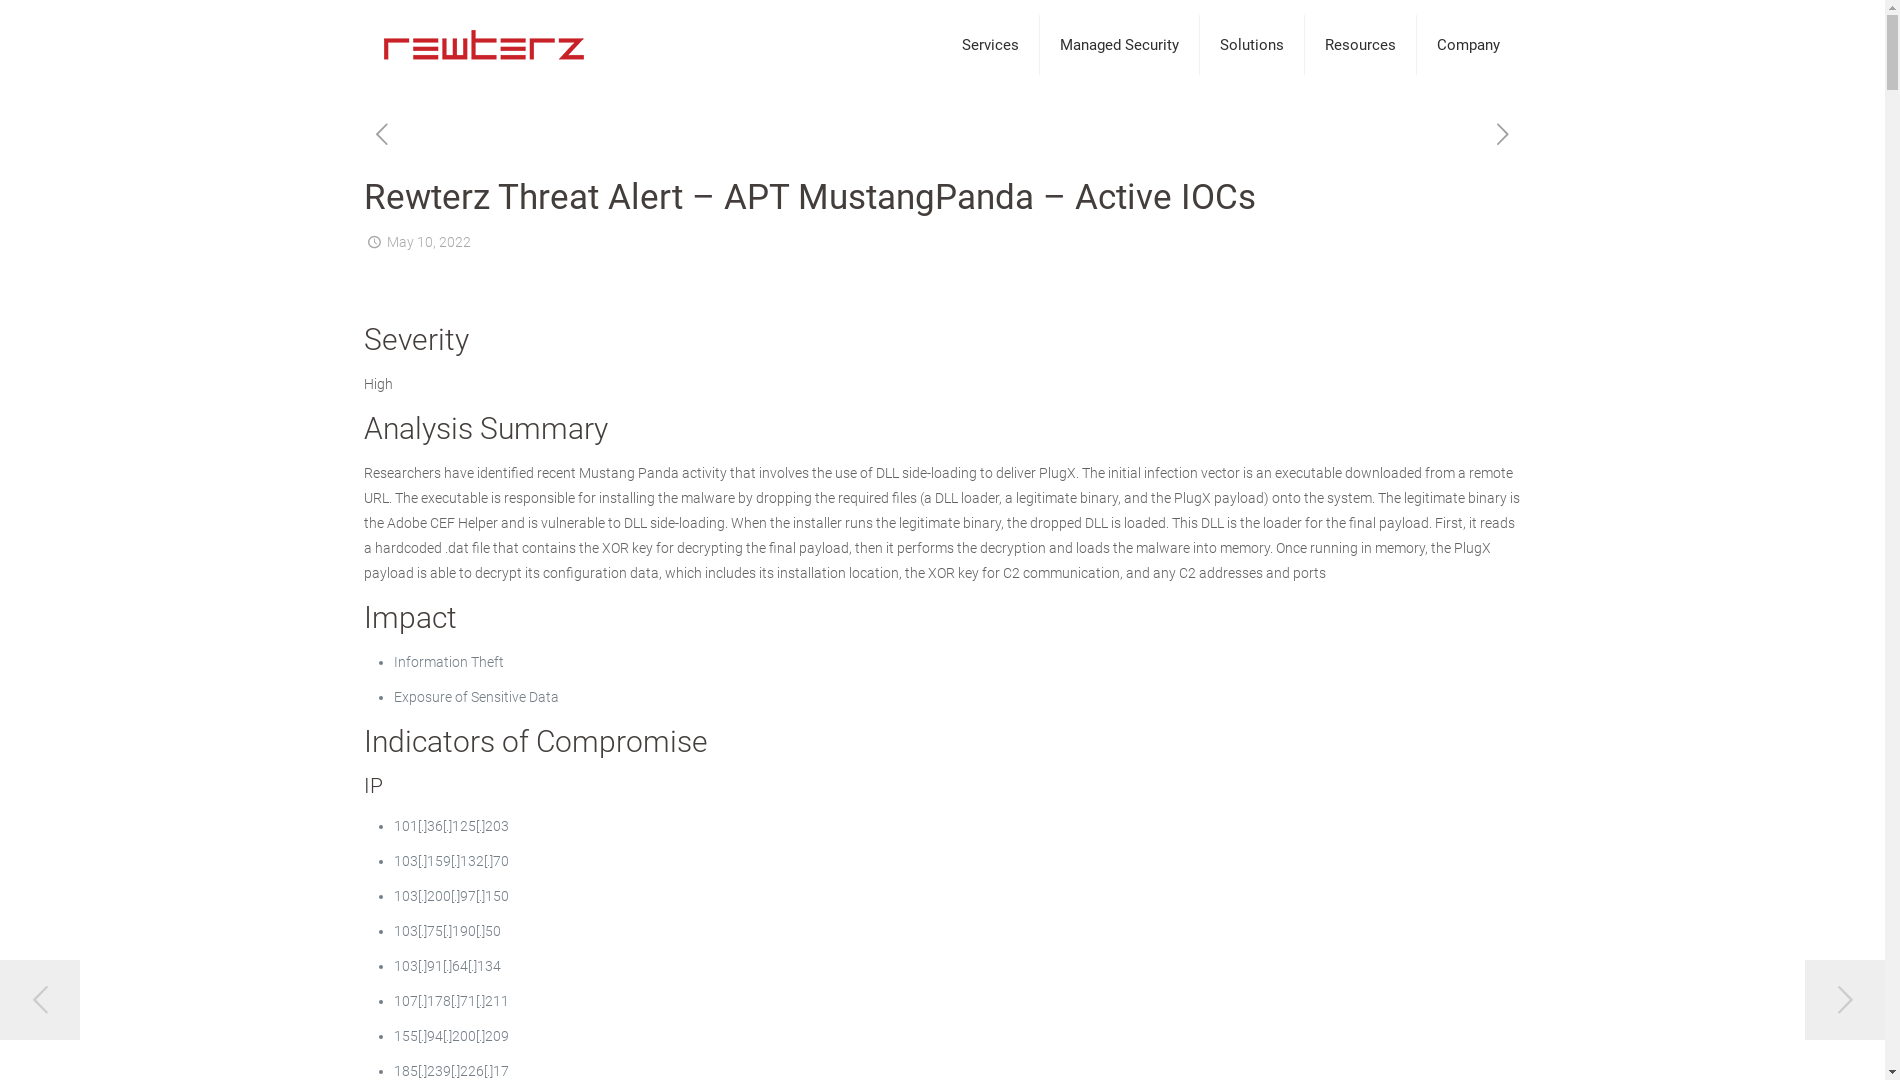 rewterz
Services
Managed Security
Solutions
Resources
Company
Rewterz Threat Alert – APT MustangPanda – Active IOCs
May 10, 2022
Severity
High
Analysis Summary
Researchers have identified recent Mustang Panda activity that involves the use of DLL side-loading to deliver PlugX. The initial infection vector is an executable downloaded from a remote
URL. The executable is responsible for installing the malware by dropping the required files (a DLL loader, a legitimate binary, and the PlugX payload) onto the system. The legitimate binary is
the Adobe CEF Helper and is vulnerable to DLL side-loading. When the installer runs the legitimate binary, the dropped DLL is loaded. This DLL is the loader for the final payload. First, it reads
a hardcoded .dat file that contains the XOR key for decrypting the final payload, then it performs the decryption and loads the malware into memory. Once running in memory, the PlugX
payload is able to decrypt its configuration data, which includes its installation location, the XOR key for C2 communication, and any C2 addresses and ports
Impact
• Information Theft
• Exposure of Sensitive Data
Indicators of Compromise
IP
• 101[.]36[.]125[.]203
• 103[.]159[.]132[.]70
• 103[.]200[.]97[.]150
• 103[.]75[.]190[.]50
• 103[.]91[.]64[.]134
• 107[.]178[.]71[.]211
• 155[.]94[.]200[.]209
• 185[.]239[.]226[.]17